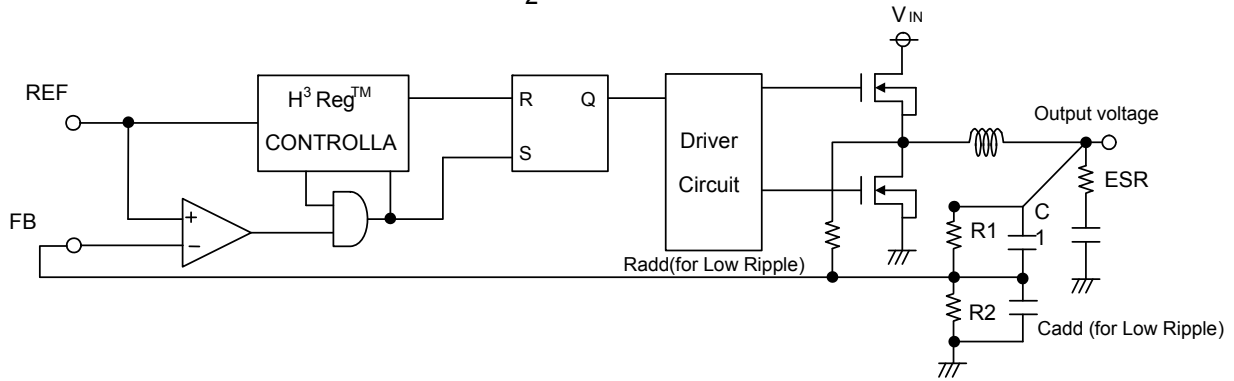 2
VIN
REF
H³ Reg™
CONTROLLA
R
Q
S
Driver
Circuit
Output voltage
ESR
FB
+
−
R1
C
1
Radd(for Low Ripple)
R2
Cadd (for Low Ripple)